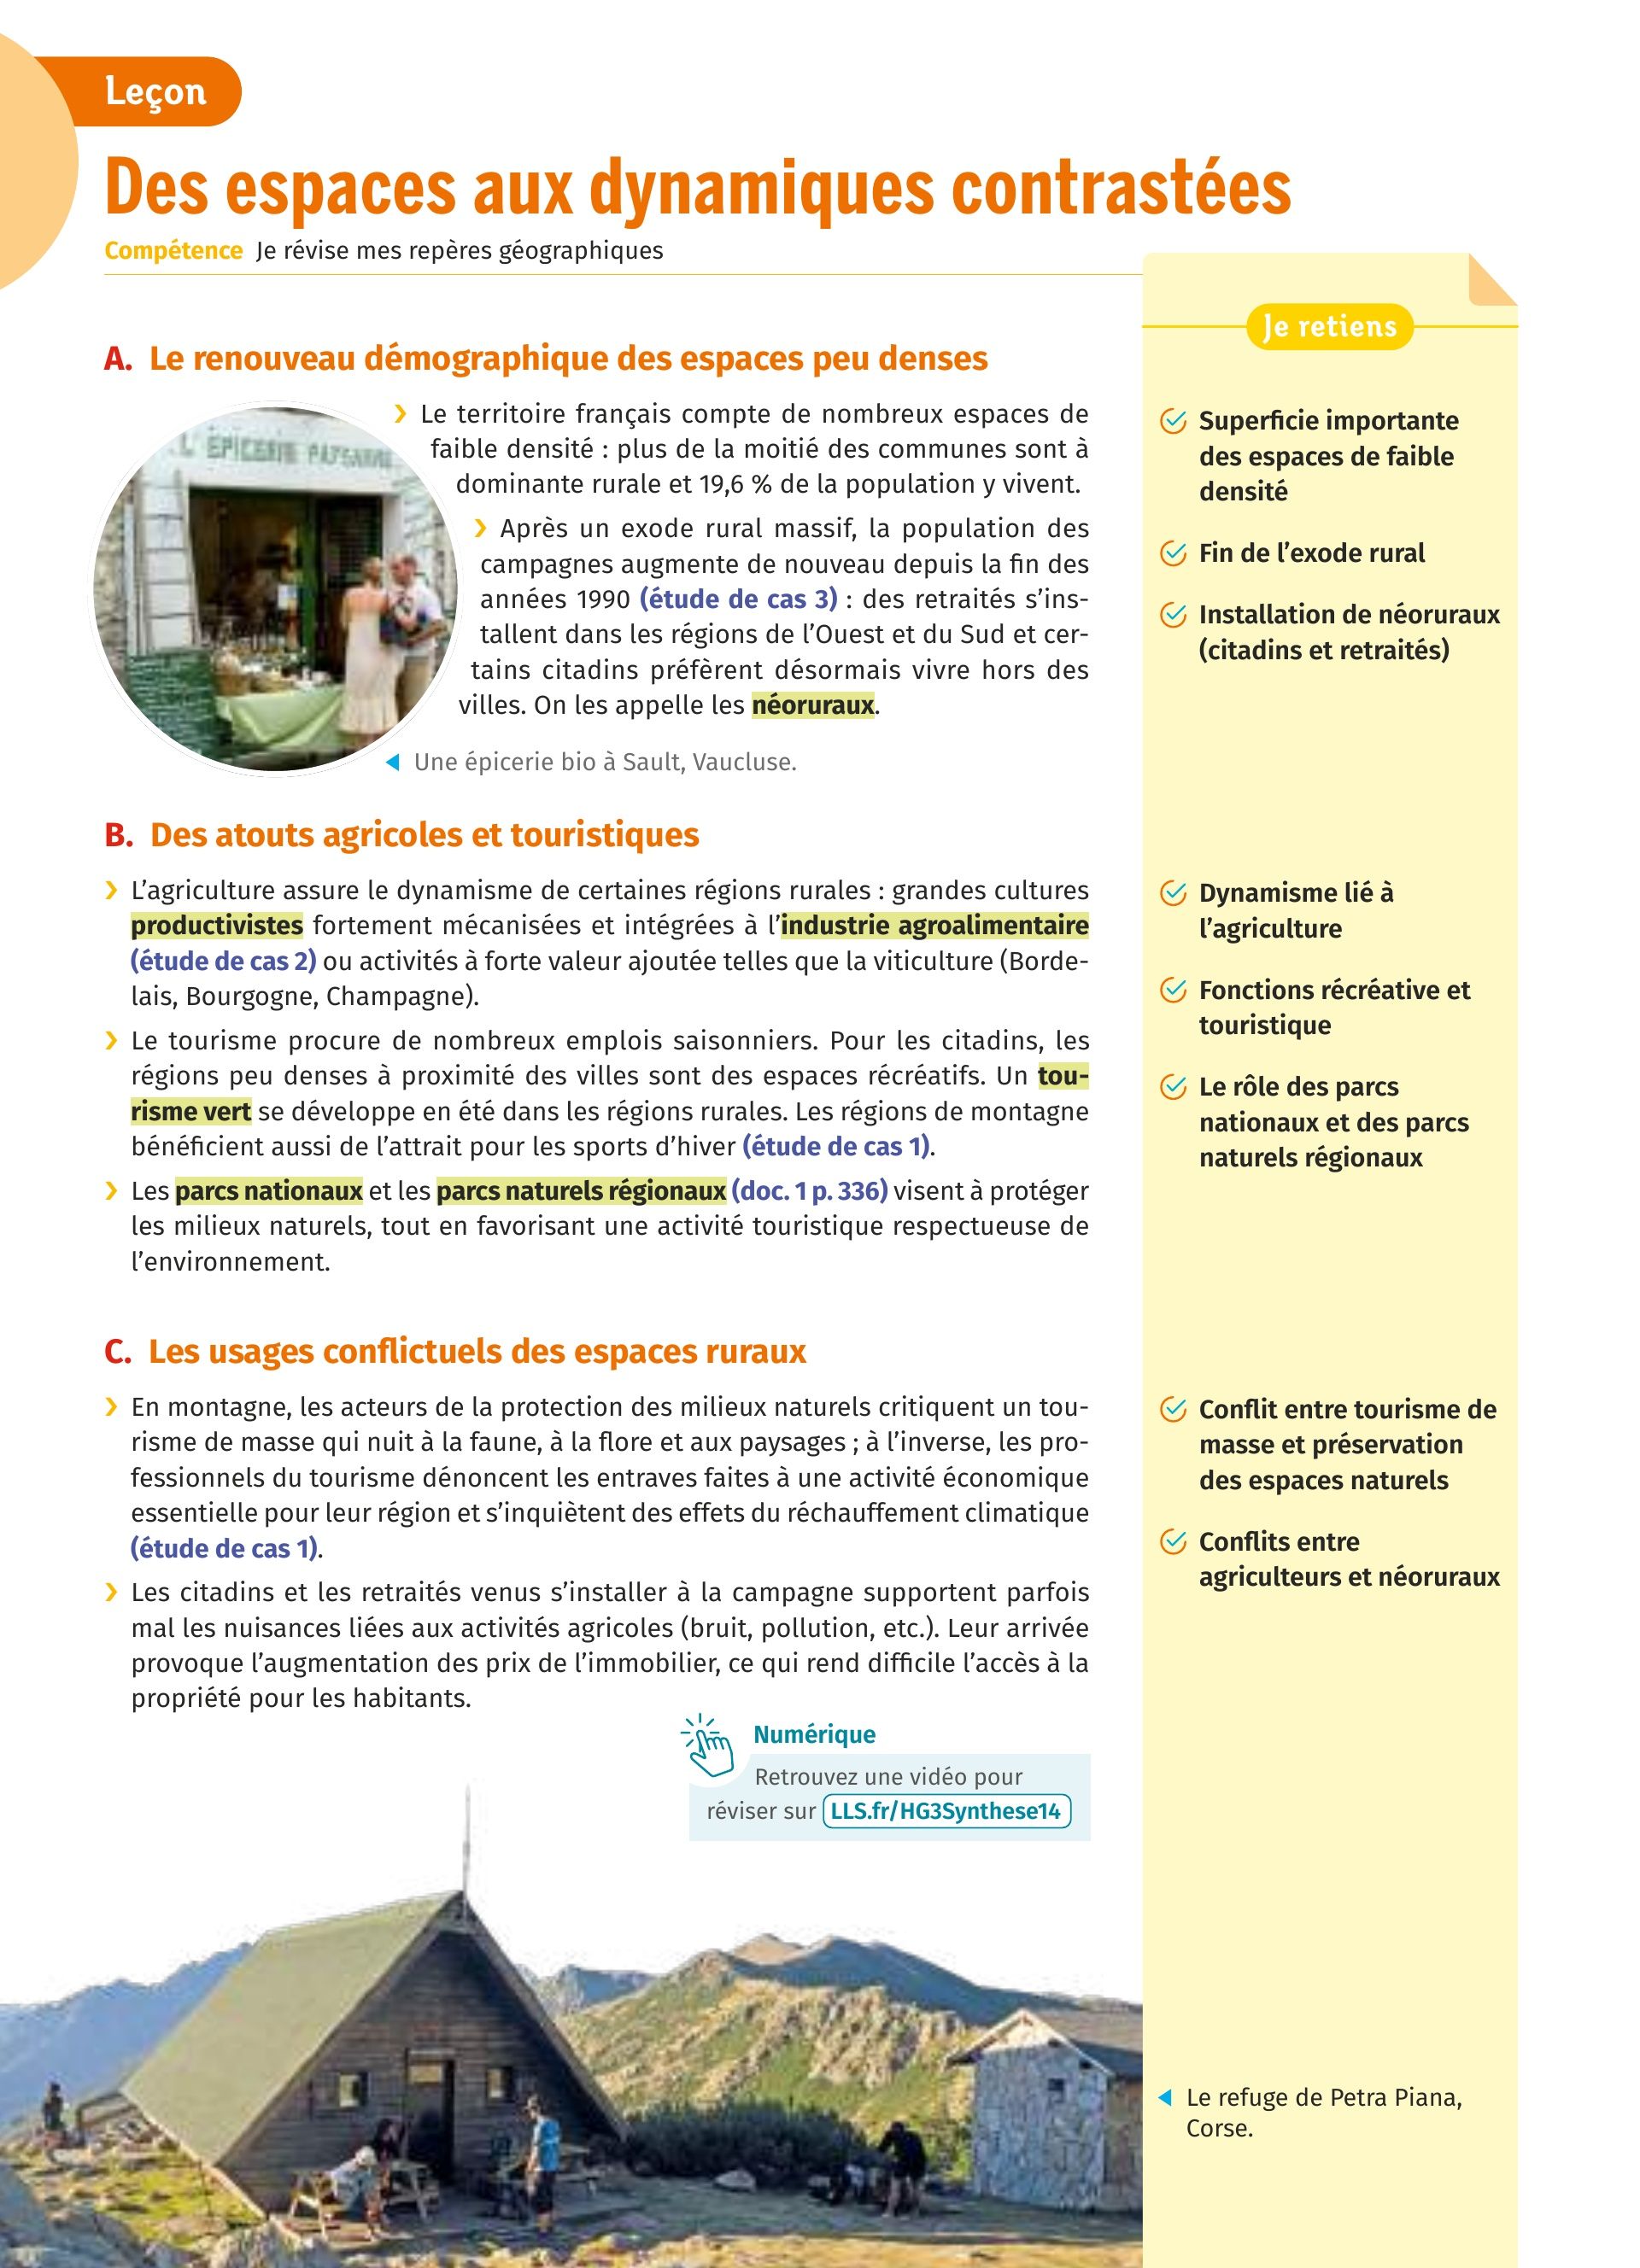 Leçon
Des espaces aux dynamiques contrastées
Compétence Je révise mes repères géographiques
A. Le renouveau démographique des espaces peu denses
L'ÉPICERIE PAYSANNE
› Le territoire français compte de nombreux espaces de
faible densité : plus de la moitié des communes sont à
dominante rurale et 19,6 % de la population y vivent.
› Après un exode rural massif, la population des
campagnes augmente de nouveau depuis la fin des
années 1990 (étude de cas 3) : des retraités s'ins-
tallent dans les régions de l'Ouest et du Sud et cer-
tains citadins préfèrent désormais vivre hors des
villes. On les appelle les néoruraux.
Une épicerie bio à Sault, Vaucluse.
B. Des atouts agricoles et touristiques
› L'agriculture assure le dynamisme de certaines régions rurales : grandes cultures
productivistes fortement mécanisées et intégrées à l'industrie agroalimentaire
(étude de cas 2) ou activités à forte valeur ajoutée telles que la viticulture (Borde-
lais, Bourgogne, Champagne).
› Le tourisme procure de nombreux emplois saisonniers. Pour les citadins, les
régions peu denses à proximité des villes sont des espaces récréatifs. Un tou-
risme vert se développe en été dans les régions rurales. Les régions de montagne
bénéficient aussi de l'attrait pour les sports d'hiver (étude de cas 1).
› Les parcs nationaux et les parcs naturels régionaux (doc. 1 p. 336) visent à protéger
les milieux naturels, tout en favorisant une activité touristique respectueuse de
l'environnement.
C. Les usages conflictuels des espaces ruraux
› En montagne, les acteurs de la protection des milieux naturels critiquent un tou-
risme de masse qui nuit à la faune, à la flore et aux paysages ; à l'inverse, les pro-
fessionnels du tourisme dénoncent les entraves faites à une activité économique
essentielle pour leur région et s'inquiètent des effets du réchauffement climatique
(étude de cas 1).
› Les citadins et les retraités venus s'installer à la campagne supportent parfois
mal les nuisances liées aux activités agricoles (bruit, pollution, etc.). Leur arrivée
provoque l'augmentation des prix de l'immobilier, ce qui rend difficile l'accès à la
propriété pour les habitants.
Numérique
Retrouvez une vidéo pour
réviser sur LLS.fr/HG3Synthese14
Je retiens
Superficie importante
des espaces de faible
densité
Fin de l'exode rural
Installation de néoruraux
(citadins et retraités)
Dynamisme lié à
l'agriculture
Fonctions récréative et
touristique
Le rôle des parcs
nationaux et des parcs
naturels régionaux
Conflit entre tourisme de
masse et préservation
des espaces naturels
Conflits entre
agriculteurs et néoruraux
Le refuge de Petra Piana,
Corse.